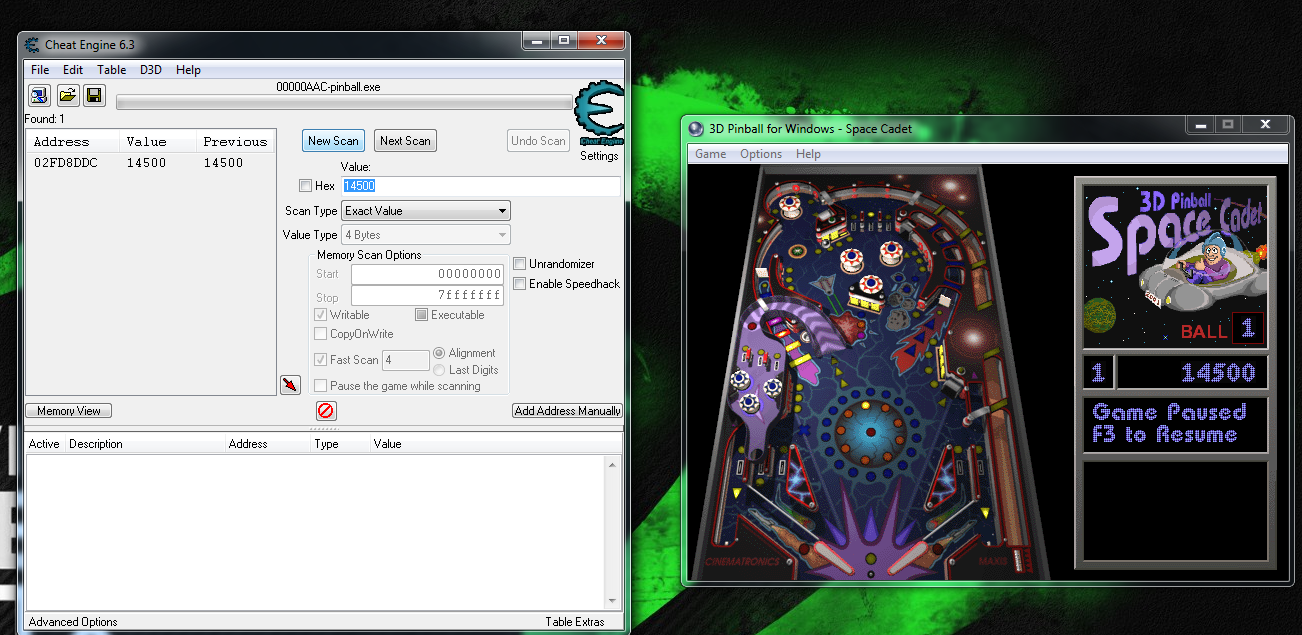 Cheat Engine 6.3
File Edit Table D3D Help
00000AAC-pinball.exe
Found: 1
Address Value Previous
02FD8DDC 14500 14500
New Scan Next Scan Undo Scan
Cheat Engine
Settings
Value:
Hex 14500
Scan Type Exact Value
Value Type 4 Bytes
Memory Scan Options
Start 00000000
Stop 7fffffff
Unrandomizer
Enable Speedhack
Writable Executable
CopyOnWrite
Fast Scan 4 Alignment
Last Digits
Pause the game while scanning
Memory View Add Address Manually
Active Description Address Type Value
Advanced Options Table Extras
3D Pinball for Windows - Space Cadet
Game Options Help
3D Pinball
Space Cadet
BALL 1
1 14500
Game Paused
F3 to Resume
CINEMATRONICS MAXIS